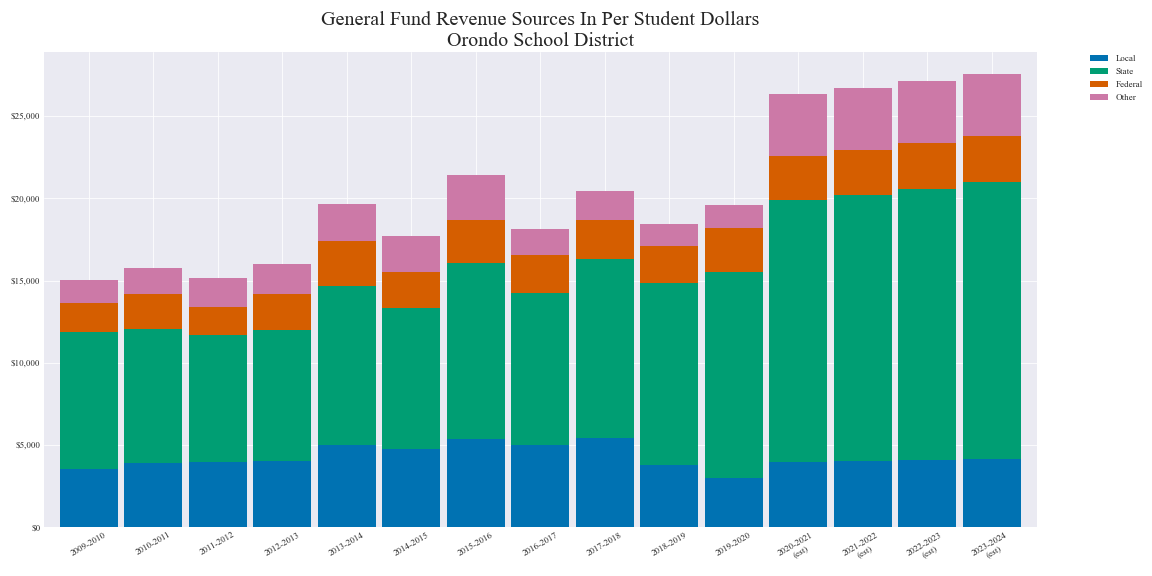 General Fund Revenue Sources In Per Student Dollars
Orondo School District
Local
State
Federal
Other
$25,000
$20,000
$15,000
$10,000
$5,000
$0
2009-2010
2010-2011
2011-2012
2012-2013
2013-2014
2014-2015
2015-2016
2016-2017
2017-2018
2018-2019
2019-2020
2020-2021
(est)
2021-2022
(est)
2022-2023
(est)
2023-2024
(est)